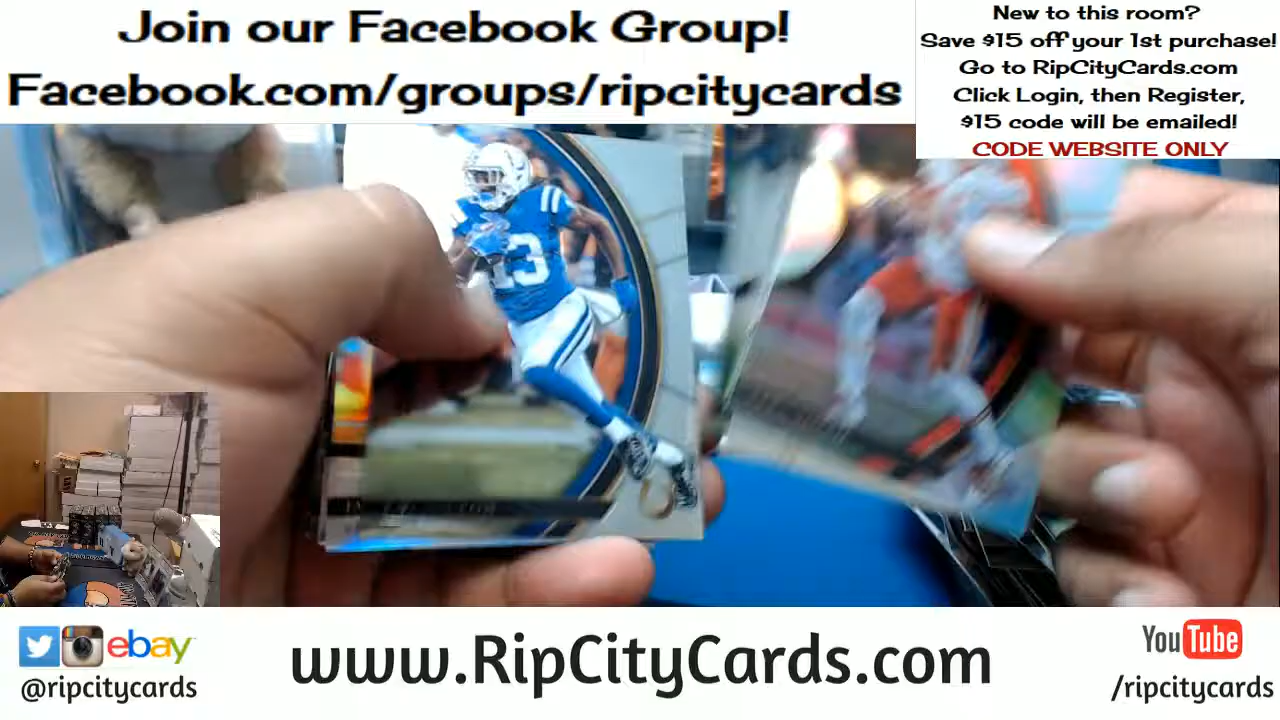 Join our Facebook Group!
Facebook.com/groups/ripcitycards
New to this room?
Save $15 off your 1st purchase!
Go to RipCityCards.com
Click Login, then Register,
$15 code will be emailed!
CODE WEBSITE ONLY
13
ebay
@ripcitycards
www.RipCityCards.com
YouTube
/ripcitycards